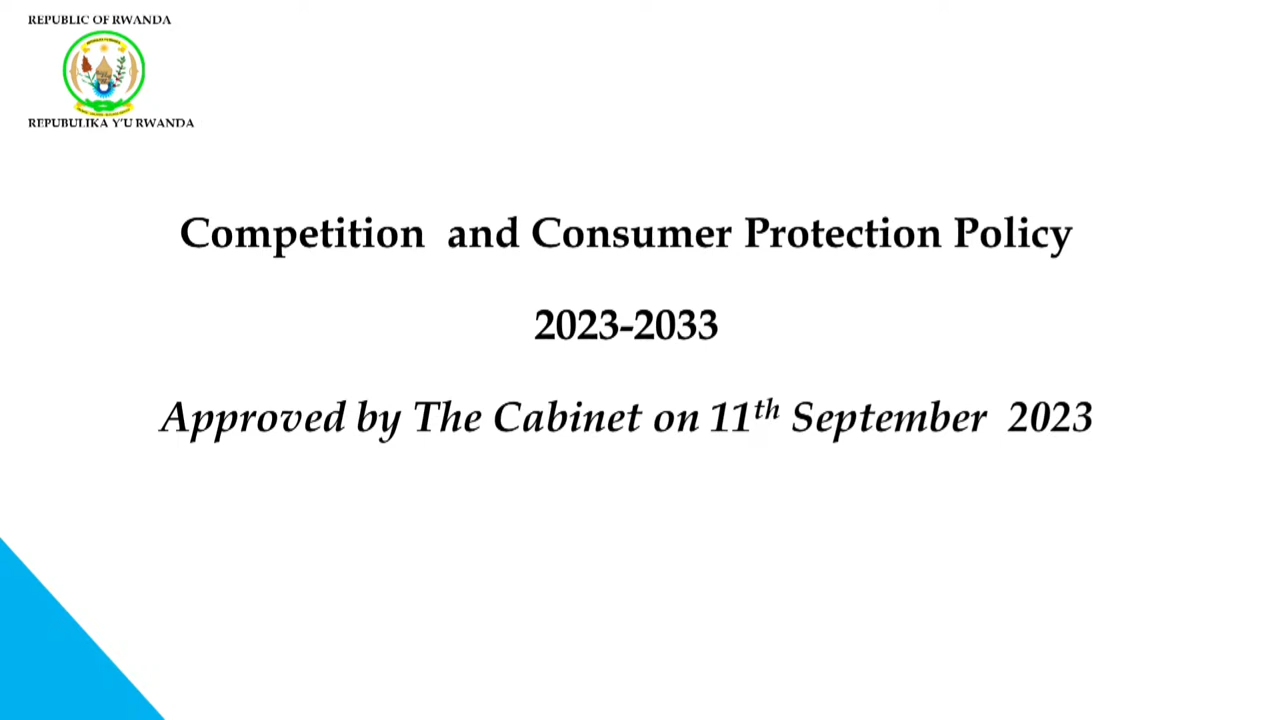 REPUBLIC OF RWANDA
REPUBULIKA Y'U RWANDA
Competition and Consumer Protection Policy
2023-2033
Approved by The Cabinet on 11th September 2023